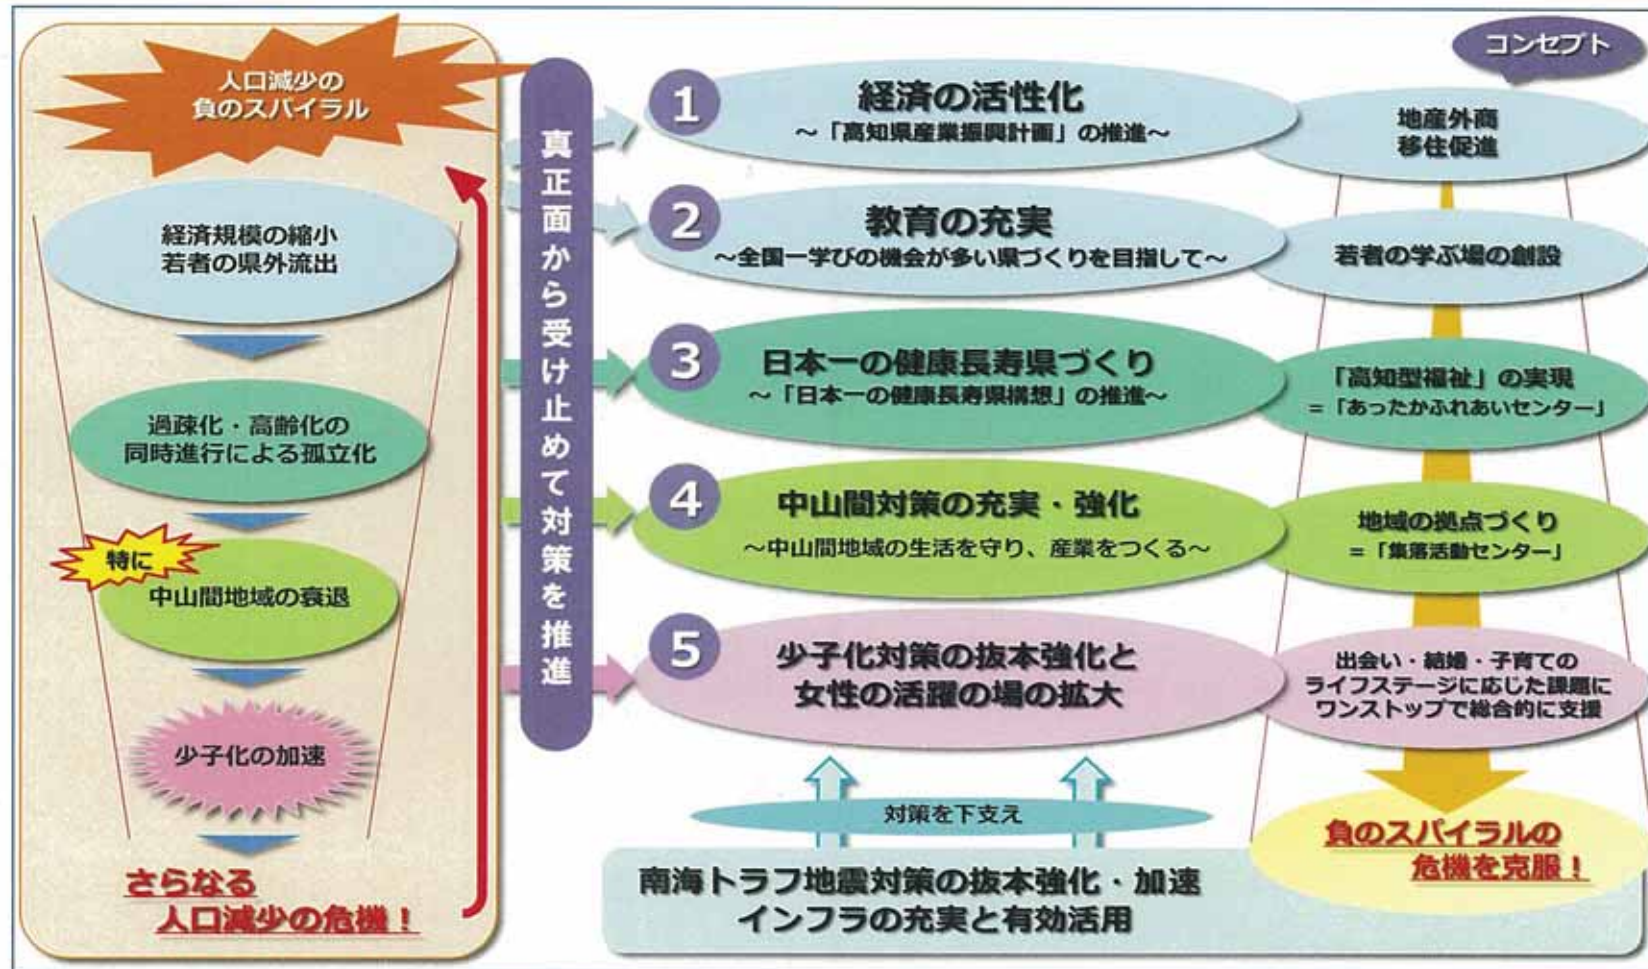 人口減少の
負のスパイラル
経済規模の縮小
若者の県外流出
過疎化・高齢化の
同時進行による孤立化
特に
中山間地域の衰退
少子化の加速
さらなる
人口減少の危機！
真正面から受け止めて対策を推進
コンセプト
1
経済の活性化
～「高知県産業振興計画」の推進～
地産外商
移住促進
2
教育の充実
～全国一学びの機会が多い県づくりを目指して～
若者の学ぶ場の創設
3
日本一の健康長寿県づくり
～「日本一の健康長寿県構想」の推進～
「高知型福祉」の実現
=「あったかふれあいセンター」
4
中山間対策の充実・強化
～中山間地域の生活を守り、産業をつくる～
地域の拠点づくり
=「集落活動センター」
5
少子化対策の抜本強化と
女性の活躍の場の拡大
出会い・結婚・子育ての
ライフステージに応じた課題に
ワンストップで総合的に支援
対策を下支え
南海トラフ地震対策の抜本強化・加速
インフラの充実と有効活用
負のスパイラルの
危機を克服！